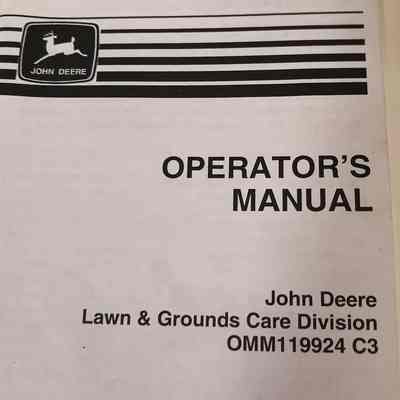 JOHN DEERE
OPERATOR'S
MANUAL
John Deere
Lawn & Grounds Care Division
OMM119924 C3